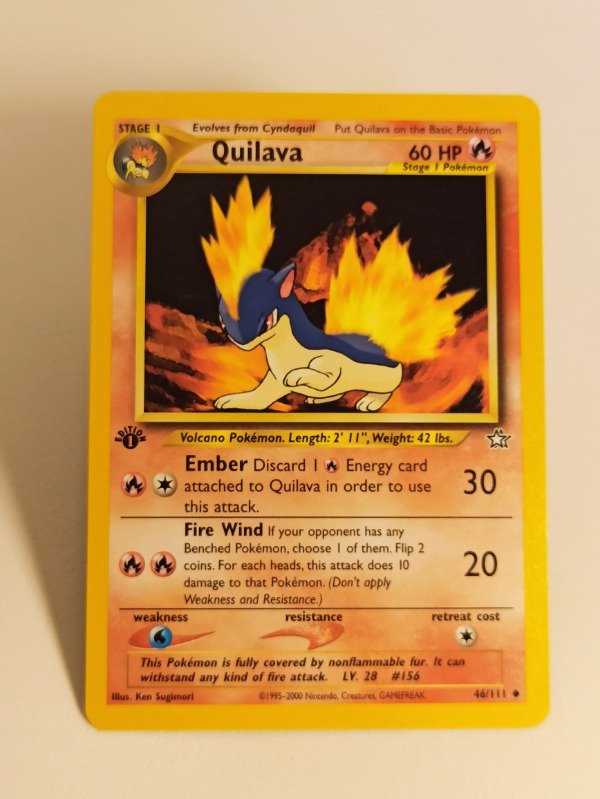 STAGE 1 Evolves from Cyndaquil Put Quilava on the Basic Pokémon
Quilava 60 HP
Stage 1 Pokémon
EDITION
1
Volcano Pokémon. Length: 2' 11", Weight: 42 lbs.
Ember Discard 1 Energy card
attached to Quilava in order to use
this attack.
30
Fire Wind If your opponent has any
Benched Pokémon, choose 1 of them. Flip 2
coins. For each heads, this attack does 10
damage to that Pokémon. (Don't apply
Weakness and Resistance.)
20
weakness resistance retreat cost
This Pokémon is fully covered by nonflammable fur. It can
withstand any kind of fire attack. LV. 28 #156
Illus. Ken Sugimori ©1995-2000 Nintendo, Creatures, GAMEFREAK. 46/111